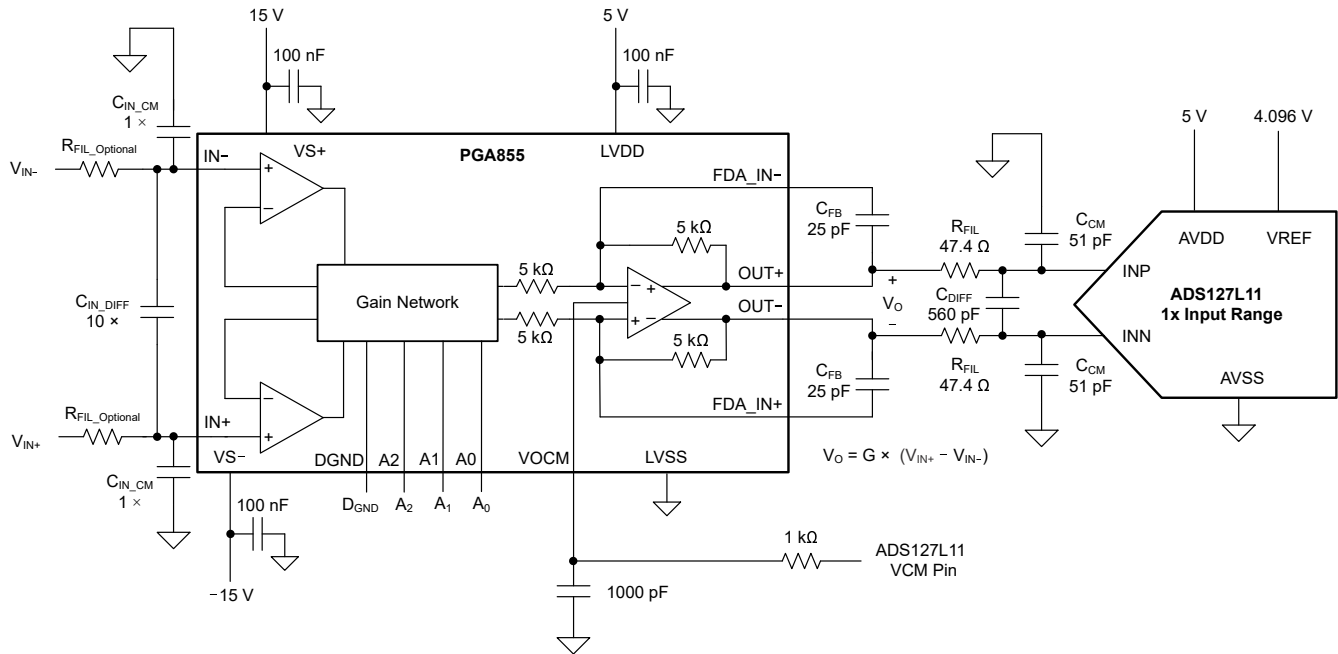 15 V
5 V
100 nF
100 nF
C_IN_CM
1 ×
R_FIL_Optional
V_IN−
IN−
VS+
PGA855
LVDD
FDA_IN−
5 V
4.096 V
C_FB
25 pF
R_FIL
47.4 Ω
C_CM
51 pF
AVDD
VREF
5 kΩ
5 kΩ
OUT+
INP
C_IN_DIFF
10 ×
Gain Network
− +
+ −
OUT−
+
V_O
−
C_DIFF
560 pF
ADS127L11
1x Input Range
5 kΩ
5 kΩ
INN
C_FB
25 pF
R_FIL
47.4 Ω
C_CM
51 pF
AVSS
R_FIL_Optional
V_IN+
IN+
FDA_IN+
VS−
DGND
A2
A1
A0
VOCM
LVSS
V_O = G × (V_IN+ − V_IN−)
C_IN_CM
1 ×
100 nF
D_GND
A_2
A_1
A_0
−15 V
1 kΩ
ADS127L11
VCM Pin
1000 pF
+
−
−
+